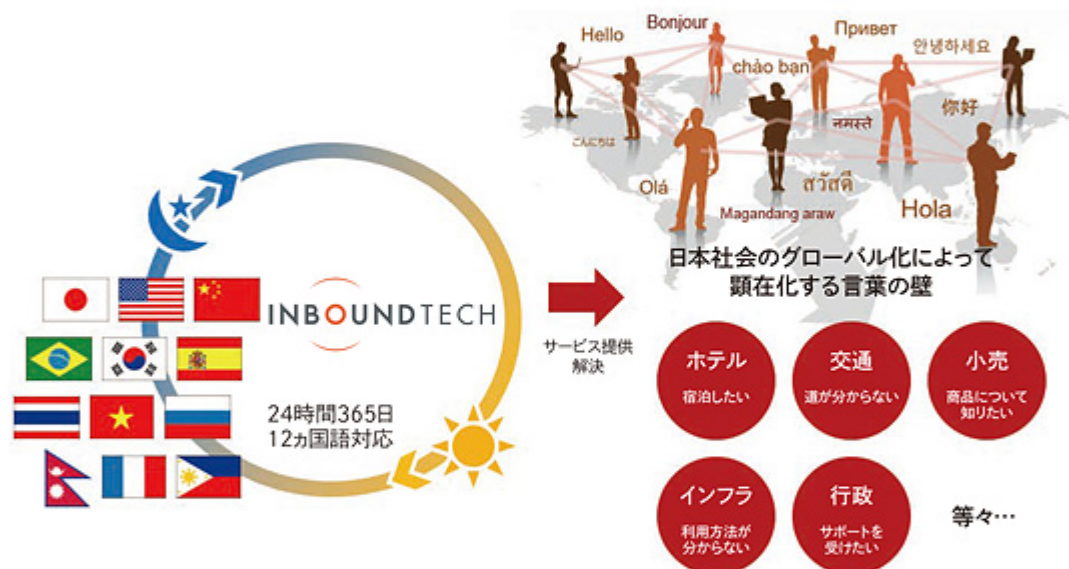 INBOUNDTECH
24時間365日
12ヵ国語対応
サービス提供
解決
Hello
Bonjour
Привет
안녕하세요
chào bạn
こんにちは
नमस्ते
你好
Olá
สวัสดี
Magandang araw
Hola
日本社会のグローバル化によって
顕在化する言葉の壁
ホテル
宿泊したい
交通
道が分からない
小売
商品について
知りたい
インフラ
利用方法が
分からない
行政
サポートを
受けたい
等々…